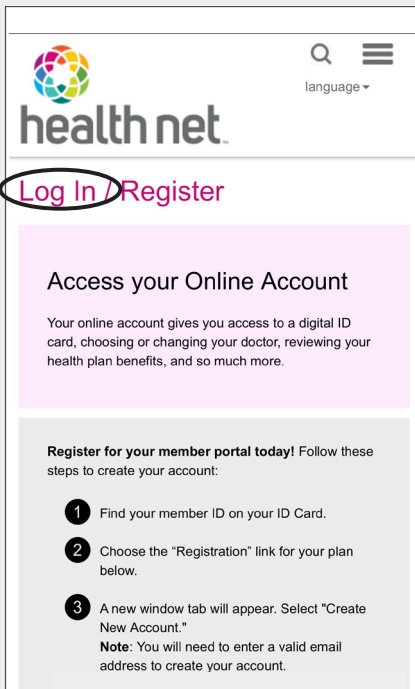 language
health net
Log In / Register
Access your Online Account
Your online account gives you access to a digital ID
card, choosing or changing your doctor, reviewing your
health plan benefits, and so much more.
Register for your member portal today! Follow these
steps to create your account:
1 Find your member ID on your ID Card.
2 Choose the “Registration” link for your plan
below.
3 A new window tab will appear. Select "Create
New Account."
Note: You will need to enter a valid email
address to create your account.